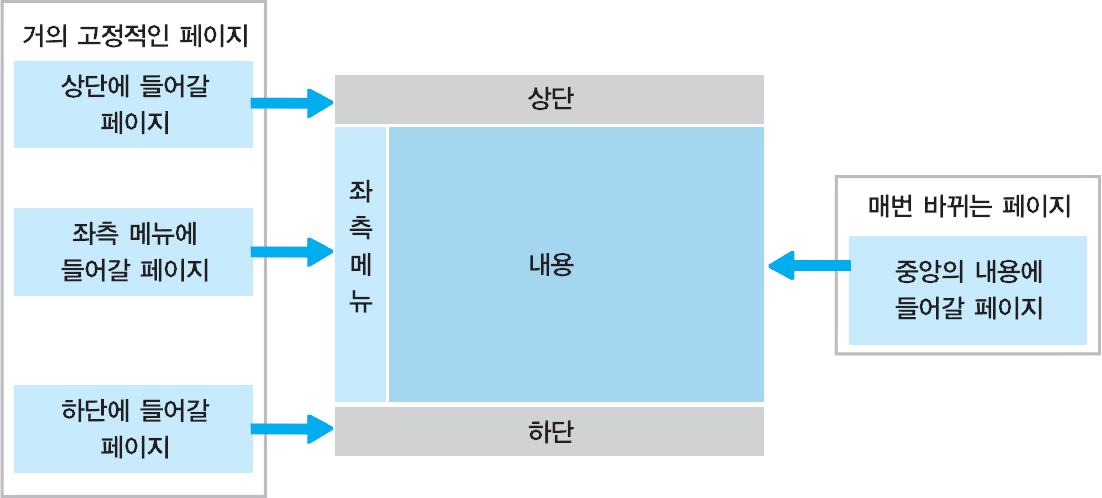 거의 고정적인 페이지
상단에 들어갈
페이지
좌측 메뉴에
들어갈 페이지
하단에 들어갈
페이지
상단
좌
측
메
뉴
내용
하단
매번 바뀌는 페이지
중앙의 내용에
들어갈 페이지